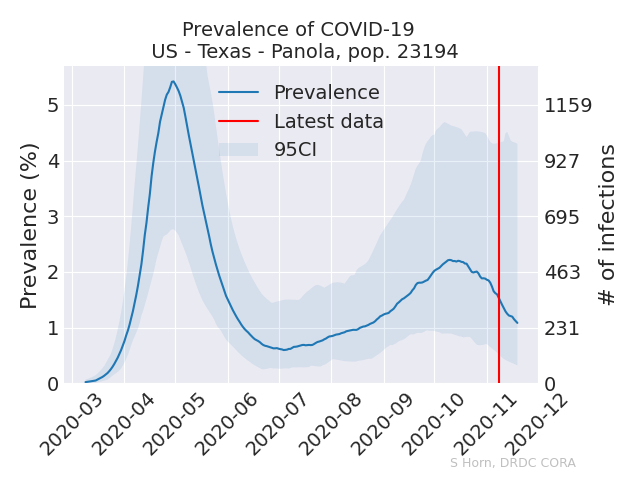 Prevalence of COVID-19
US - Texas - Panola, pop. 23194
Prevalence
Latest data
95CI
Prevalence (%)
5
4
3
2
1
0
1159
927
695
463
231
0
# of infections
2020-03
2020-04
2020-05
2020-06
2020-07
2020-08
2020-09
2020-10
2020-11
2020-12
S Horn, DRDC CORA